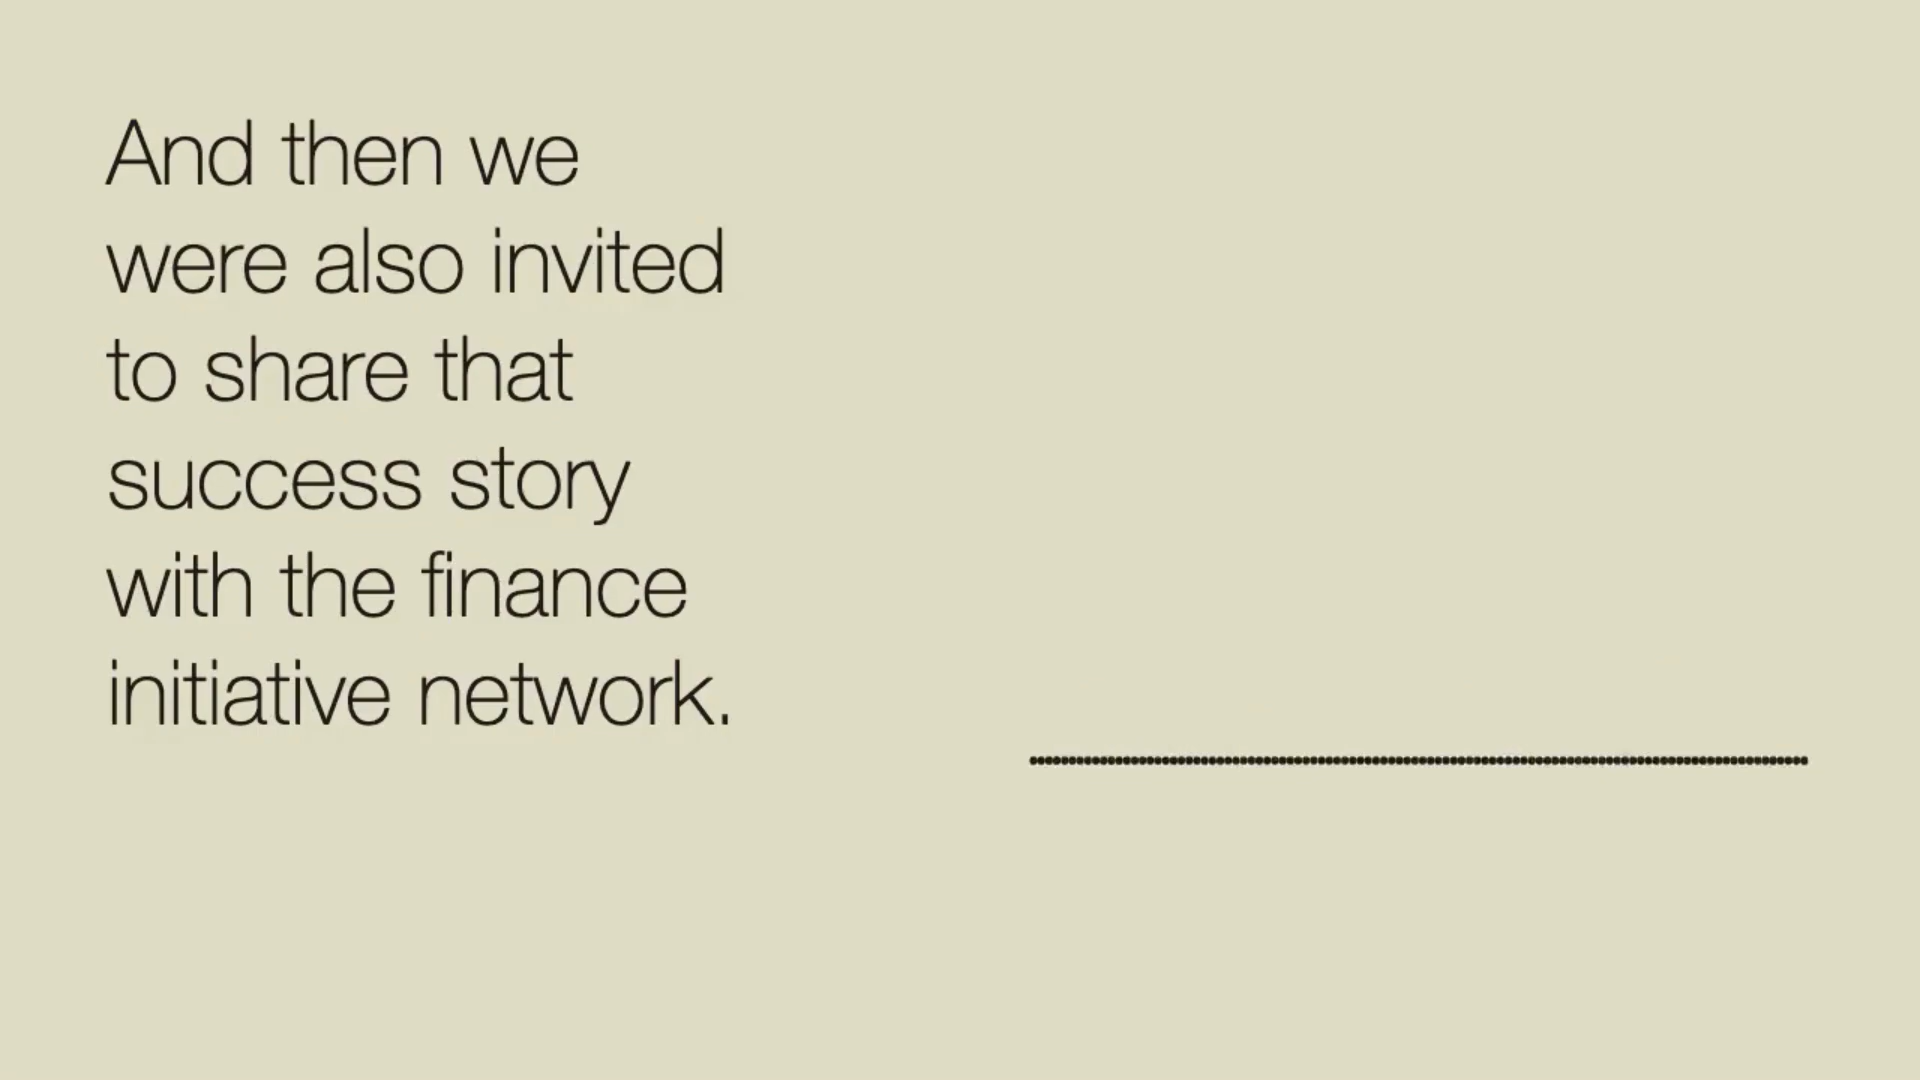 And then we
were also invited
to share that
success story
with the finance
initiative network.